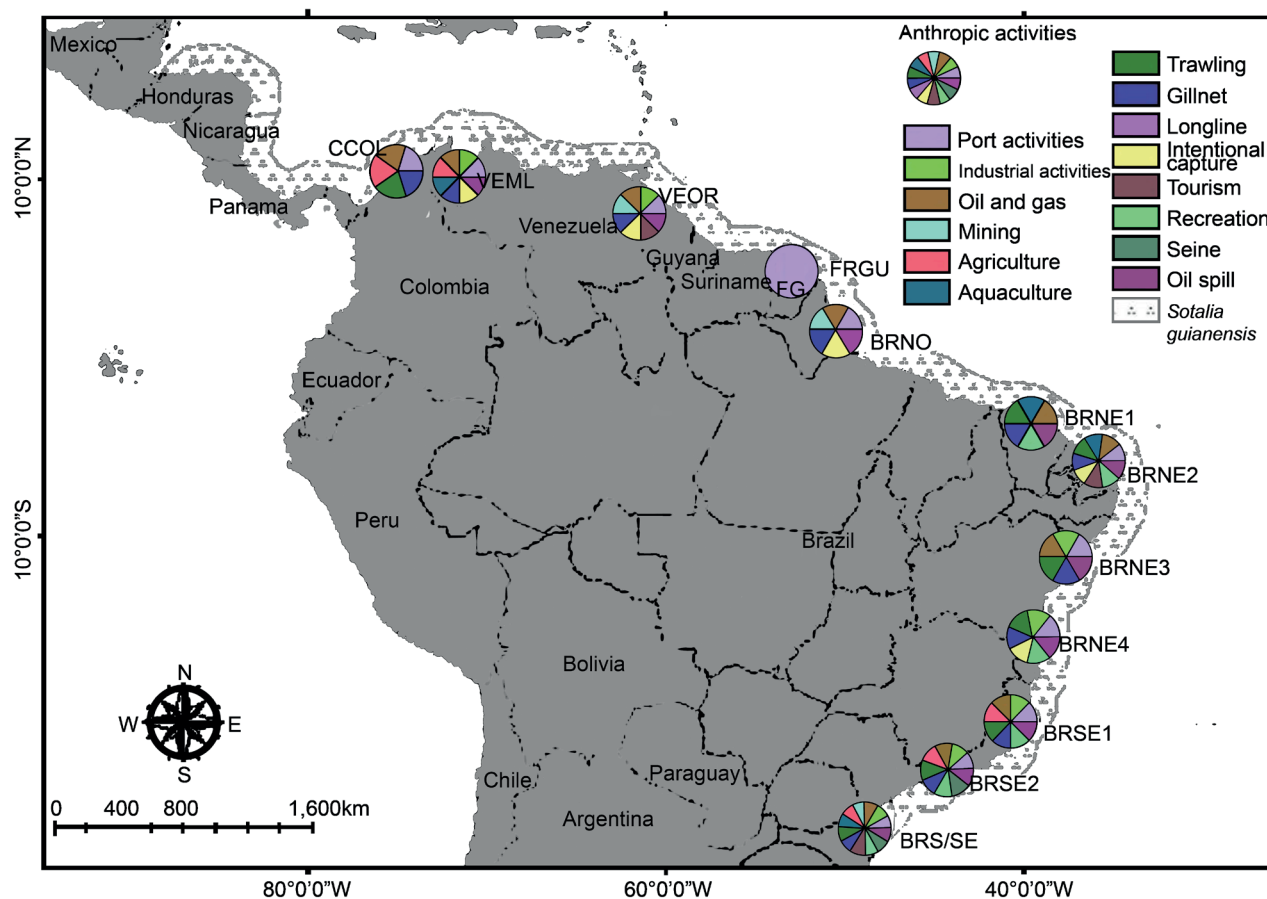 Mexico
Honduras
Nicaragua
Panama
CCOL
VEML
VEOR
Venezuela
Guyana
Suriname
FG
FRGU
Colombia
BRNO
Ecuador
BRNE1
BRNE2
Peru
Brazil
BRNE3
BRNE4
Bolivia
BRSE1
BRSE2
Chile
Paraguay
Argentina
BRS/SE
Anthropic activities
Port activities
Industrial activities
Oil and gas
Mining
Agriculture
Aquaculture
Trawling
Gillnet
Longline
Intentional
capture
Tourism
Recreation
Seine
Oil spill
Sotalia
guianensis
N
W E
S
0 400 800 1,600km
10°0'0"N
10°0'0"S
80°0'0"W 60°0'0"W 40°0'0"W